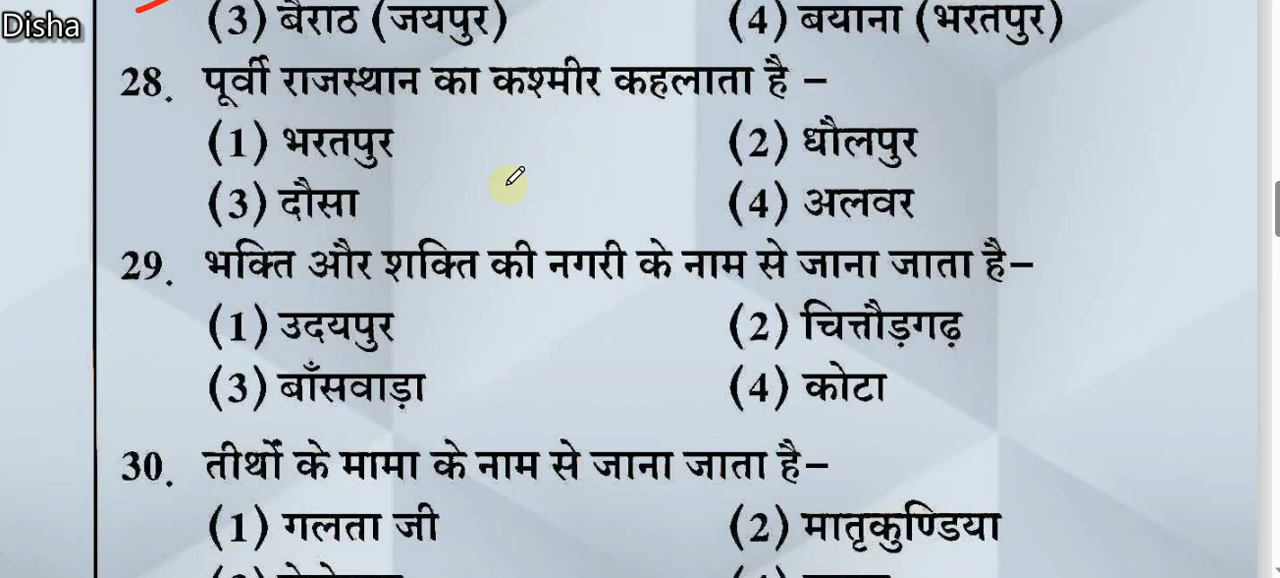 Disha
(3) बैराठ (जयपुर) (4) बयाना (भरतपुर)
28. पूर्वी राजस्थान का कश्मीर कहलाता है –
(1) भरतपुर (2) धौलपुर
(3) दौसा (4) अलवर
29. भक्ति और शक्ति की नगरी के नाम से जाना जाता है–
(1) उदयपुर (2) चित्तौड़गढ़
(3) बाँसवाड़ा (4) कोटा
30. तीर्थों के मामा के नाम से जाना जाता है–
(1) गलता जी (2) मातृकुण्डिया